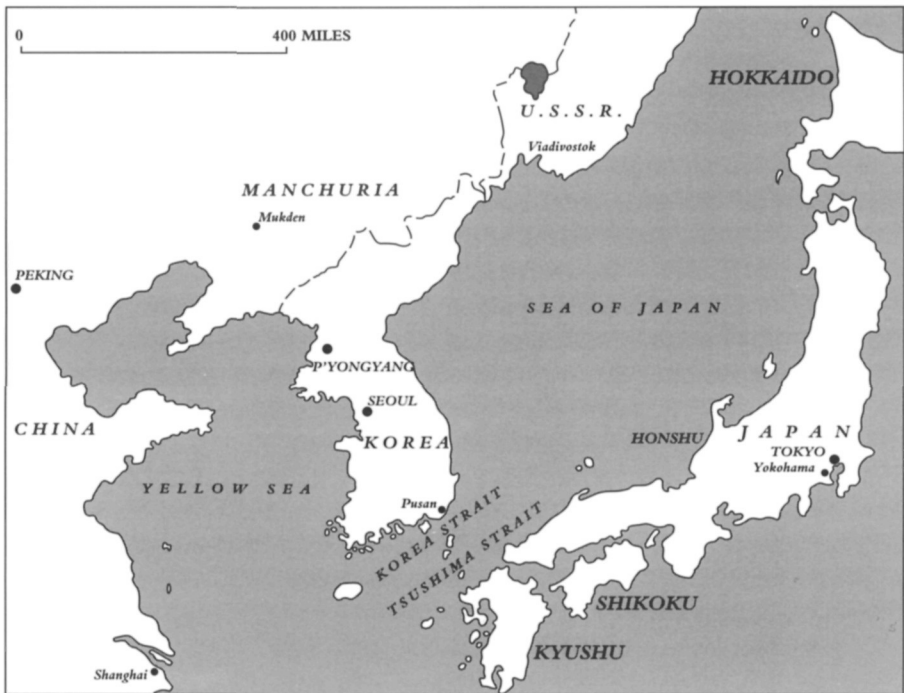 0 400 MILES
HOKKAIDO
U.S.S.R.
Viadivostok
MANCHURIA
Mukden
PEKING
SEA OF JAPAN
P'YONGYANG
SEOUL
CHINA
KOREA
HONSHU
JAPAN
TOKYO
Yokohama
YELLOW SEA
Pusan
KOREA STRAIT
TSUSHIMA STRAIT
SHIKOKU
KYUSHU
Shanghai